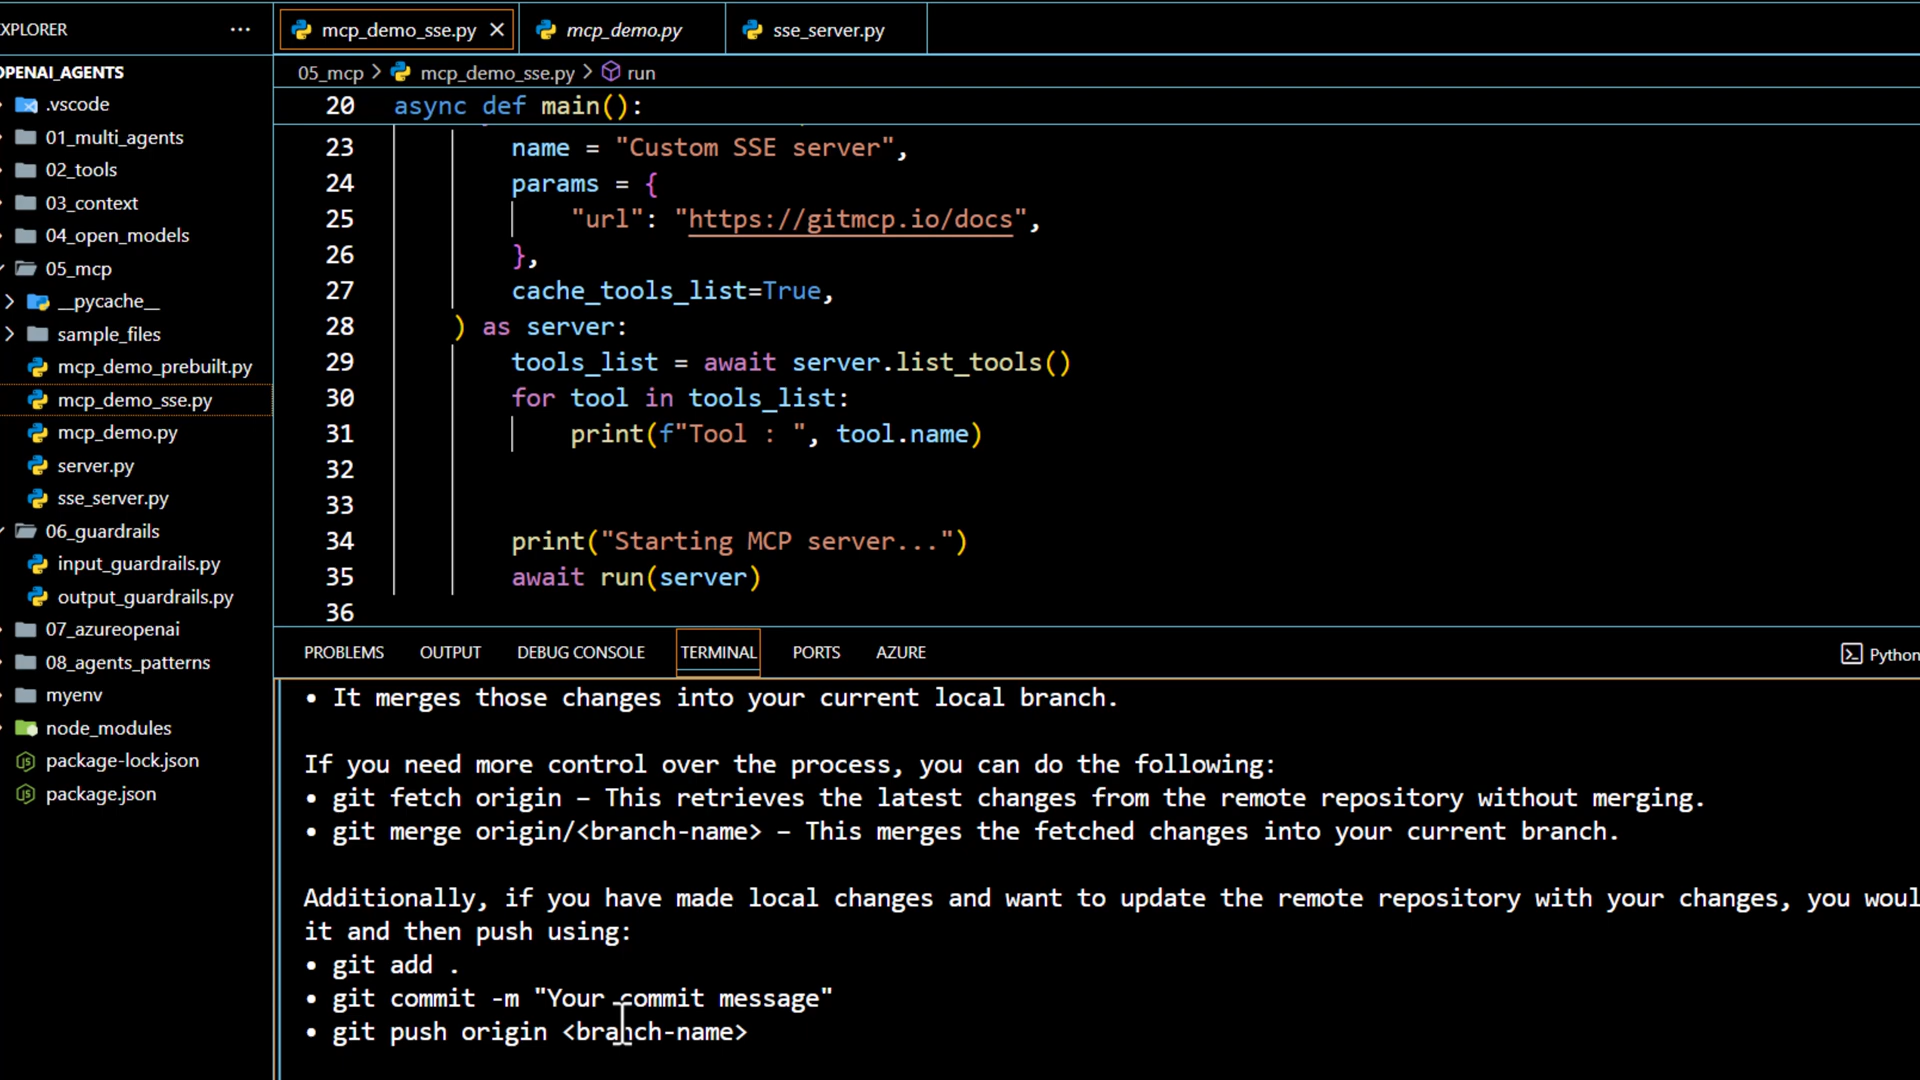 EXPLORER
OPENAI_AGENTS
.vscode
01_multi_agents
02_tools
03_context
04_open_models
05_mcp
__pycache__
sample_files
mcp_demo_prebuilt.py
mcp_demo_sse.py
mcp_demo.py
server.py
sse_server.py
06_guardrails
input_guardrails.py
output_guardrails.py
07_azureopenai
08_agents_patterns
myenv
node_modules
package-lock.json
package.json
mcp_demo_sse.py
mcp_demo.py
sse_server.py
05_mcp > mcp_demo_sse.py > run
20 async def main():
23 name = "Custom SSE server",
24 params = {
25 "url": "https://gitmcp.io/docs",
26 },
27 cache_tools_list=True,
28 ) as server:
29 tools_list = await server.list_tools()
30 for tool in tools_list:
31 print(f"Tool : ", tool.name)
32
33
34 print("Starting MCP server...")
35 await run(server)
36
PROBLEMS OUTPUT DEBUG CONSOLE TERMINAL PORTS AZURE Python
• It merges those changes into your current local branch.
If you need more control over the process, you can do the following:
• git fetch origin – This retrieves the latest changes from the remote repository without merging.
• git merge origin/<branch-name> – This merges the fetched changes into your current branch.
Additionally, if you have made local changes and want to update the remote repository with your changes, you woul
it and then push using:
• git add .
• git commit -m "Your commit message"
• git push origin <branch-name>